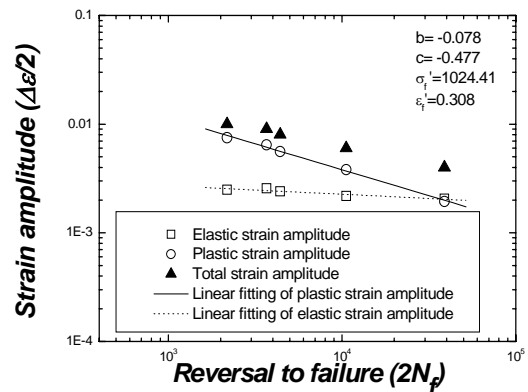 b= -0.078
c= -0.477
σf'=1024.41
εf'=0.308
Strain amplitude (Δε/2)
0.01
1E-3
1E-4
Elastic strain amplitude
Plastic strain amplitude
Total strain amplitude
Linear fitting of plastic strain amplitude
Linear fitting of elastic strain amplitude
10³
10⁴
10⁵
Reversal to failure (2Nf)